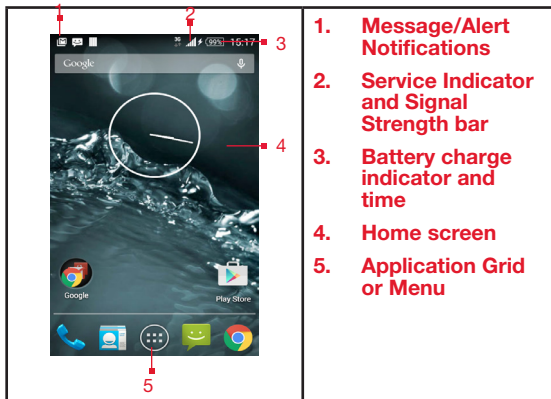 1
2
3G
99%
15:17
3
Google
4
Google
Play Store
5
1. Message/Alert
Notifications
2. Service Indicator
and Signal
Strength bar
3. Battery charge
indicator and
time
4. Home screen
5. Application Grid
or Menu